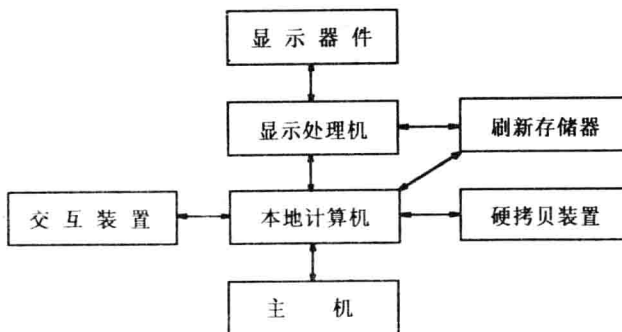 显示器件
显示处理机
刷新存储器
交互装置
本地计算机
硬拷贝装置
主机